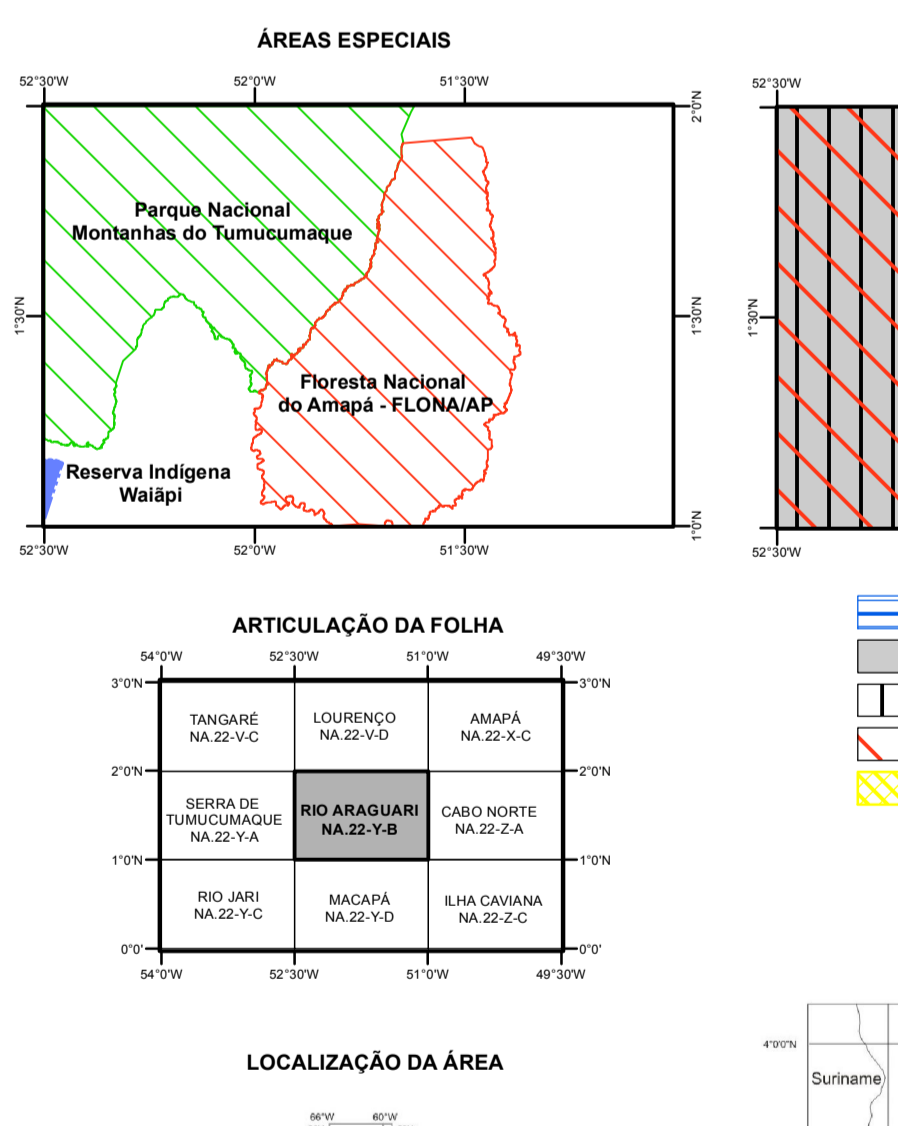 ÁREAS ESPECIAIS
52°30'W
52°0'W
51°30'W
2°0'N
1°30'N
1°30'N
1°0'N
Parque Nacional
Montanhas do Tumucumaque
Floresta Nacional
do Amapá - FLONA/AP
Reserva Indígena
Waiãpi
52°30'W
52°0'W
51°30'W
52°30'W
1°30'N
52°30'W
ARTICULAÇÃO DA FOLHA
54°0'W
52°30'W
51°0'W
49°30'W
3°0'N
3°0'N
TANGARÉ
NA.22-V-C
LOURENÇO
NA.22-V-D
AMAPÁ
NA.22-X-C
2°0'N
2°0'N
SERRA DE
TUMUCUMAQUE
NA.22-Y-A
RIO ARAGUARI
NA.22-Y-B
CABO NORTE
NA.22-Z-A
1°0'N
1°0'N
RIO JARI
NA.22-Y-C
MACAPÁ
NA.22-Y-D
ILHA CAVIANA
NA.22-Z-C
0°0'
0°0'
54°0'W
52°30'W
51°0'W
49°30'W
LOCALIZAÇÃO DA ÁREA
66°W
60°W
4°0'0"N
Suriname